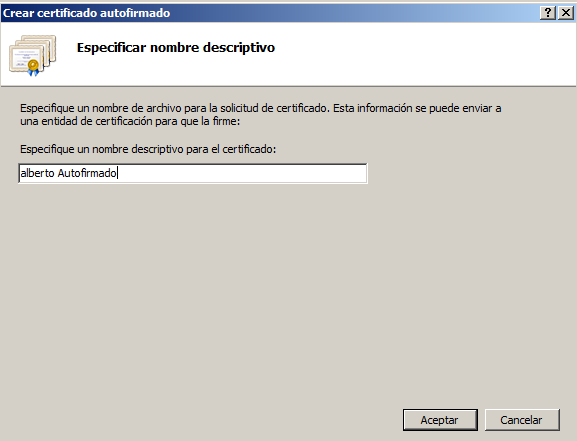 Crear certificado autofirmado
Especificar nombre descriptivo
Especifique un nombre de archivo para la solicitud de certificado. Esta información se puede enviar a
una entidad de certificación para que la firme:
Especifique un nombre descriptivo para el certificado:
alberto Autofirmado
Aceptar
Cancelar